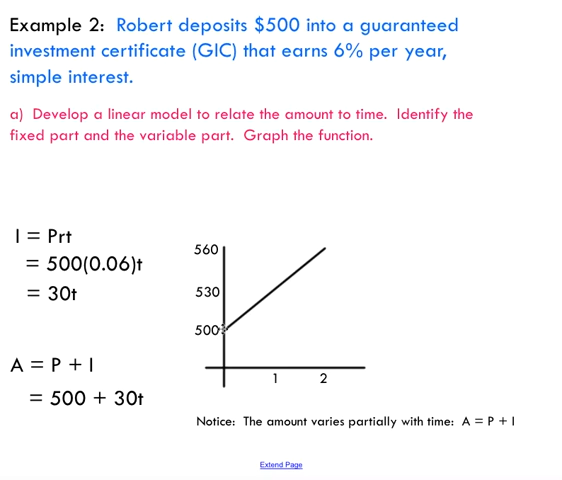 Example 2:  Robert deposits $500 into a guaranteed
investment certificate (GIC) that earns 6% per year,
simple interest.
a)  Develop a linear model to relate the amount to time.  Identify the
fixed part and the variable part.  Graph the function.
I = Prt
= 500(0.06)t
= 30t
A = P + I
= 500 + 30t
560
530
500
1
2
Notice:  The amount varies partially with time:  A = P + I
Extend Page